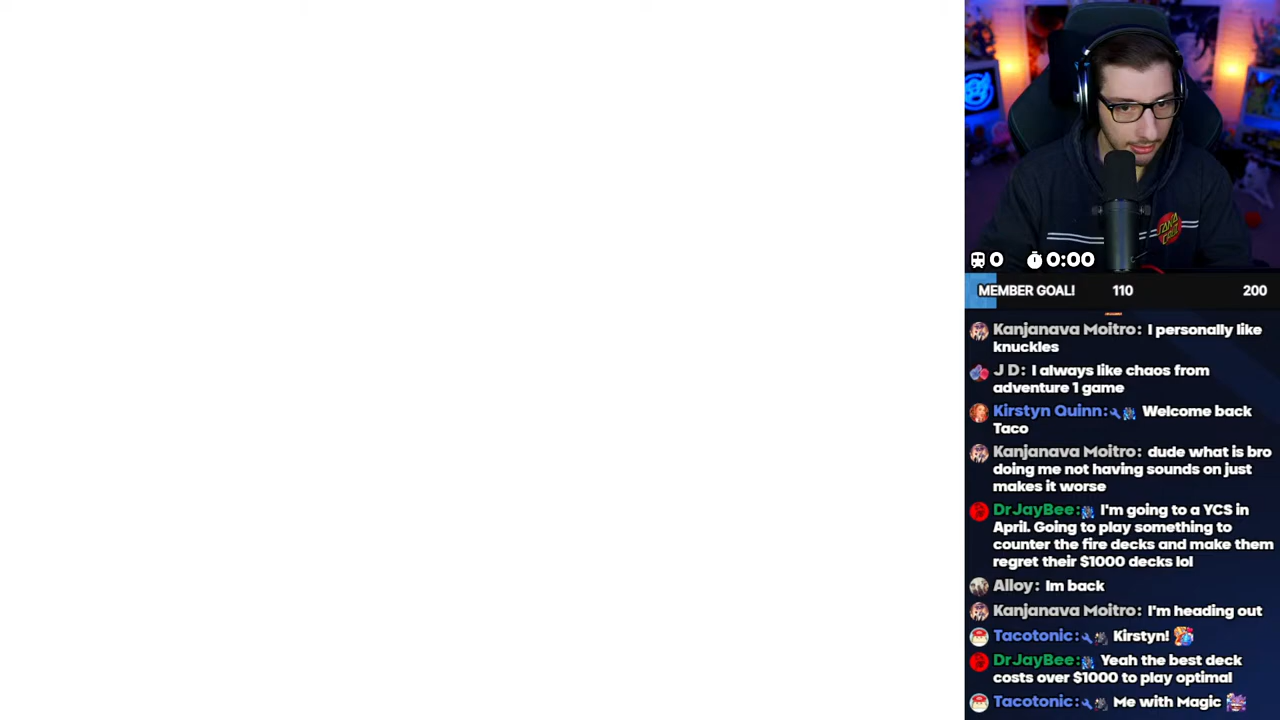 0 0:00
MEMBER GOAL! 110 200
Kanjanava Moitro: I personally like
knuckles
J D: I always like chaos from
adventure 1 game
Kirstyn Quinn: Welcome back
Taco
Kanjanava Moitro: dude what is bro
doing me not having sounds on just
makes it worse
DrJayBee: I'm going to a YCS in
April. Going to play something to
counter the fire decks and make them
regret their $1000 decks lol
Alloy: Im back
Kanjanava Moitro: I'm heading out
Tacotonic: Kirstyn!
DrJayBee: Yeah the best deck
costs over $1000 to play optimal
Tacotonic: Me with Magic